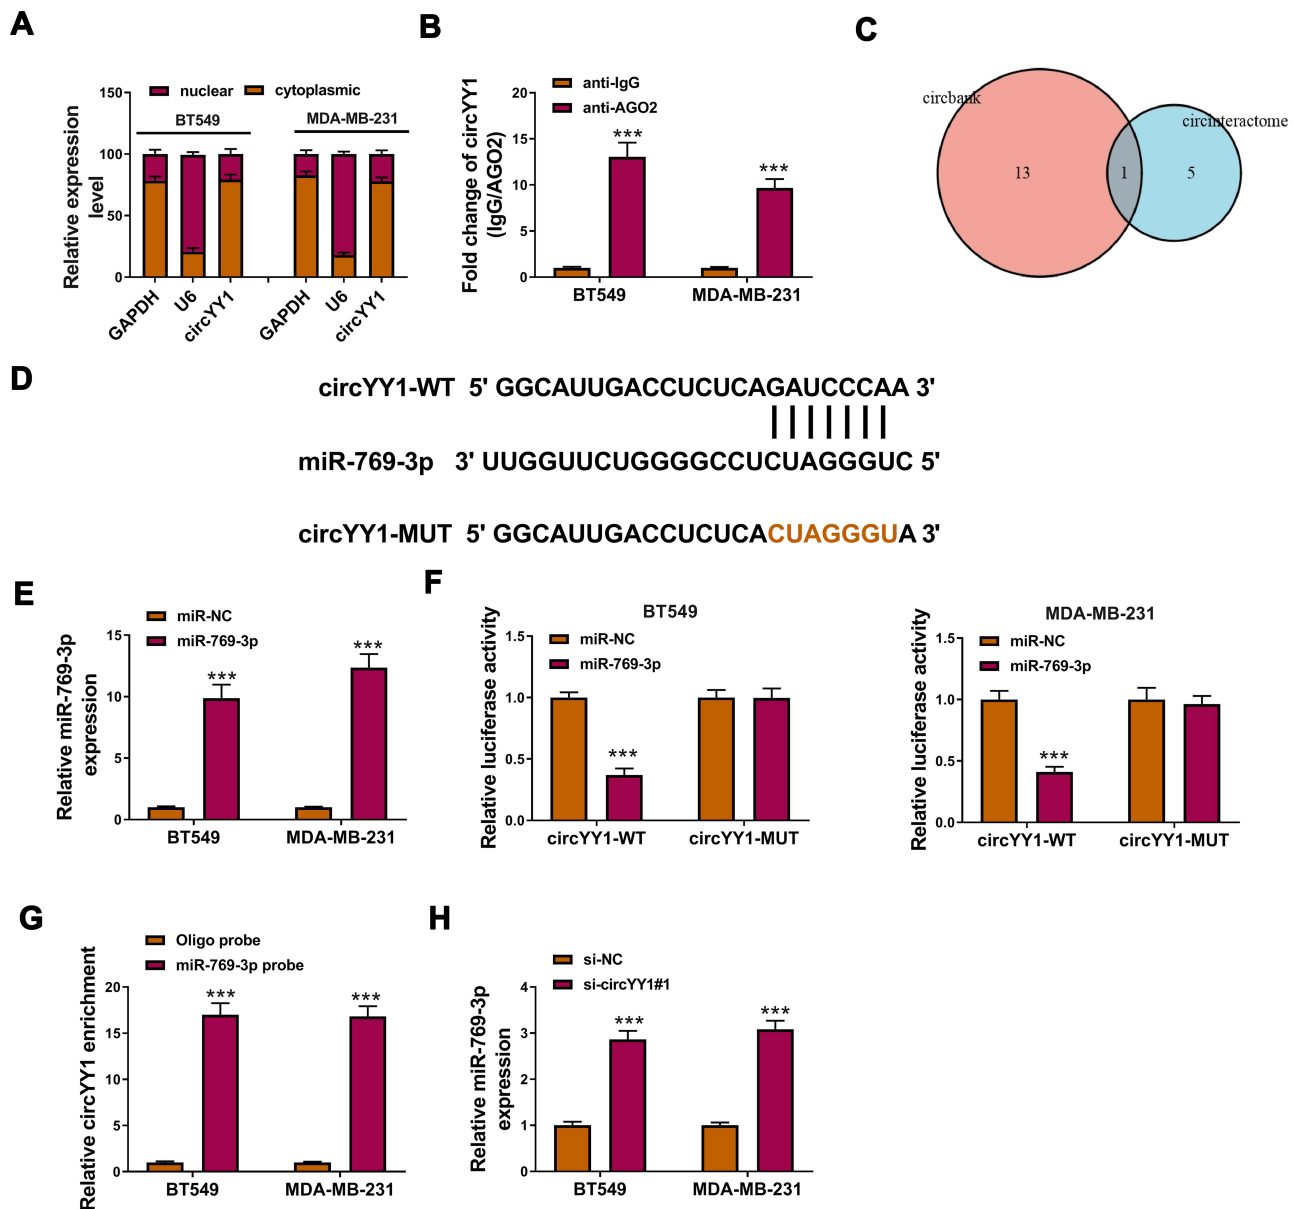 A
Relative expression
level
150
100
50
0
nuclear
cytoplasmic
BT549
MDA-MB-231
GAPDH
U6
circYY1
GAPDH
U6
circYY1
B
Fold change of circYY1
(IgG/AGO2)
20
15
10
5
0
anti-IgG
anti-AGO2
***
***
BT549
MDA-MB-231
C
circbank
circinteractome
13
1
5
D
circYY1-WT 5' GGCAUUGACCUCUCAGAUCCCAA 3'
miR-769-3p 3' UUGGUUCUGGGGCCUCUAGGGUC 5'
circYY1-MUT 5' GGCAUUGACCUCUCACUAGGGUA 3'
E
Relative miR-769-3p
expression
15
10
5
0
miR-NC
miR-769-3p
***
***
BT549
MDA-MB-231
F
BT549
Relative luciferase activity
1.5
1.0
0.5
0.0
miR-NC
miR-769-3p
***
circYY1-WT
circYY1-MUT
MDA-MB-231
Relative luciferase activity
1.5
1.0
0.5
0.0
miR-NC
miR-769-3p
***
circYY1-WT
circYY1-MUT
G
Relative circYY1 enrichment
20
15
10
5
0
Oligo probe
miR-769-3p probe
***
***
BT549
MDA-MB-231
H
Relative miR-769-3p
expression
4
3
2
1
0
si-NC
si-circYY1#1
***
***
BT549
MDA-MB-231